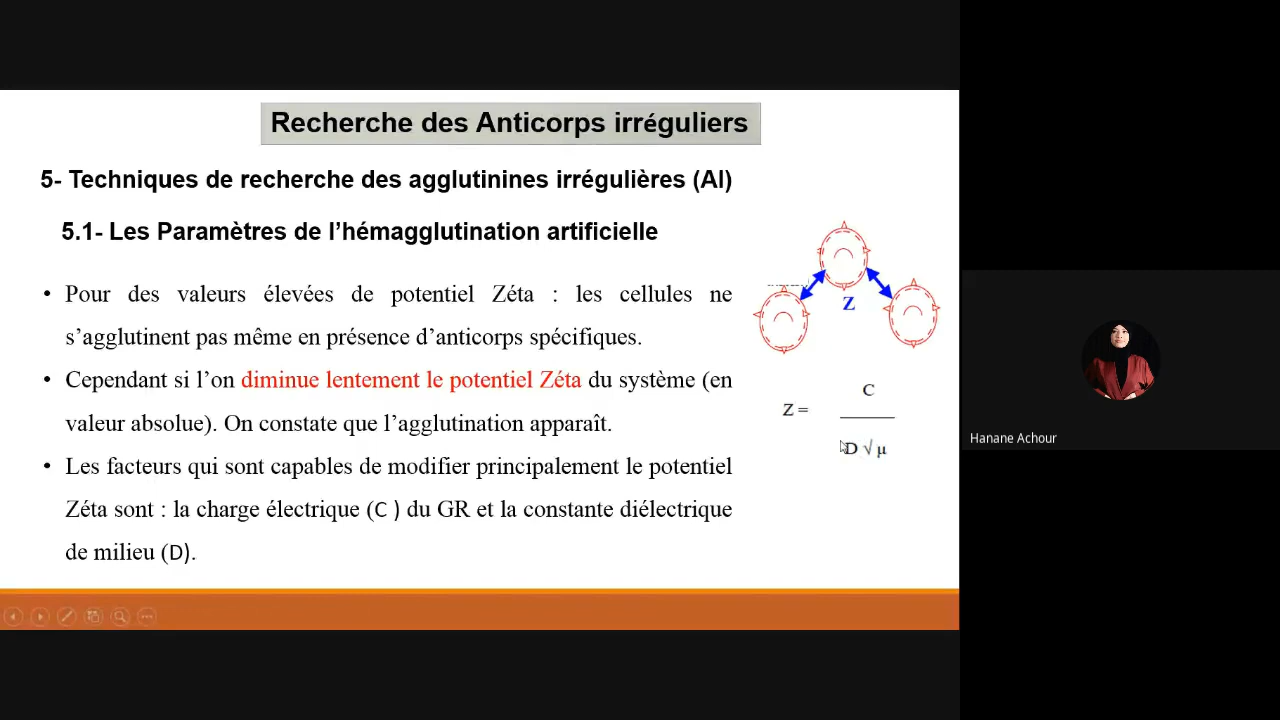 Recherche des Anticorps irréguliers
5- Techniques de recherche des agglutinines irrégulières (AI)
5.1- Les Paramètres de l’hémagglutination artificielle
• Pour des valeurs élevées de potentiel Zéta : les cellules ne
s’agglutinent pas même en présence d’anticorps spécifiques.
• Cependant si l’on diminue lentement le potentiel Zéta du système (en
valeur absolue). On constate que l’agglutination apparaît.
• Les facteurs qui sont capables de modifier principalement le potentiel
Zéta sont : la charge électrique (C ) du GR et la constante diélectrique
de milieu (D).
Z
C
Z =
D √ µ
Hanane Achour